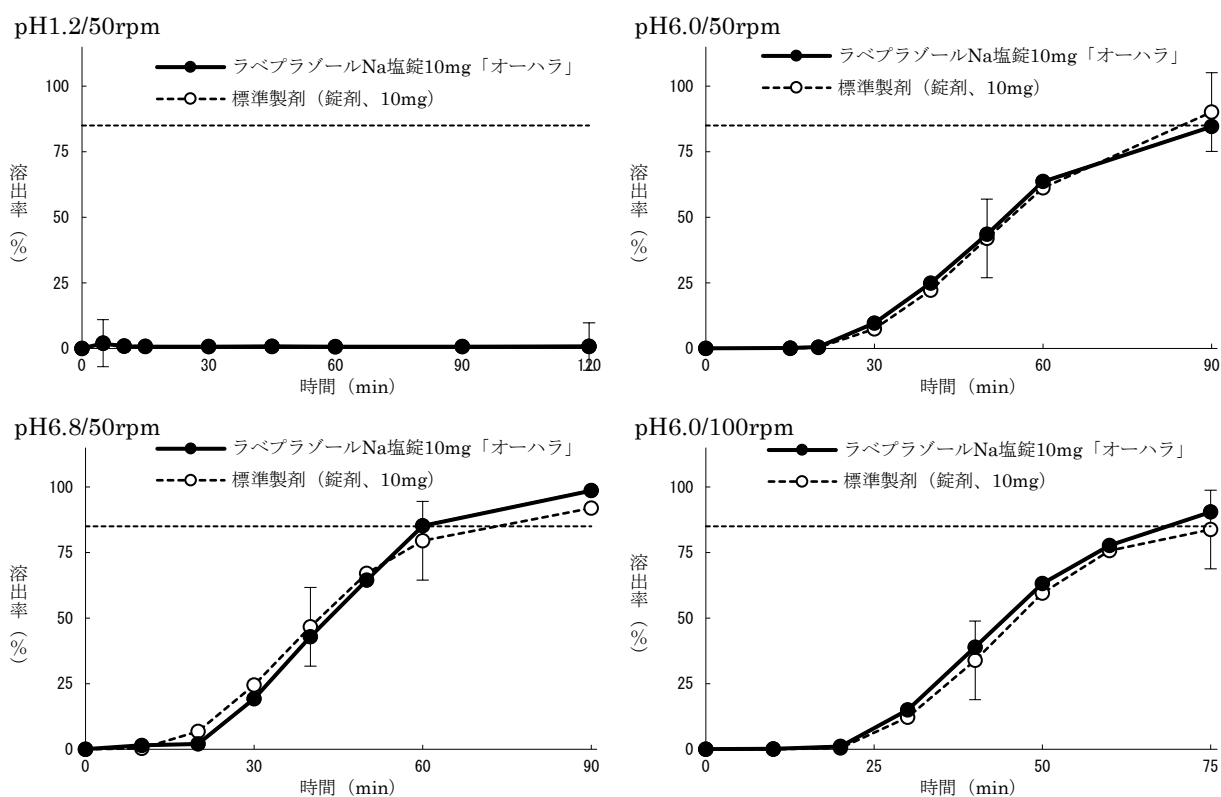 pH1.2/50rpm
ラベプラゾールNa塩錠10mg「オーハラ」
標準製剤（錠剤、10mg）
100
75
50
25
0
溶出率（%）
0 30 60 90 120
時間（min）
pH6.0/50rpm
ラベプラゾールNa塩錠10mg「オーハラ」
標準製剤（錠剤、10mg）
100
75
50
25
0
溶出率（%）
0 30 60 90
時間（min）
pH6.8/50rpm
ラベプラゾールNa塩錠10mg「オーハラ」
標準製剤（錠剤、10mg）
100
75
50
25
0
溶出率（%）
0 30 60 90
時間（min）
pH6.0/100rpm
ラベプラゾールNa塩錠10mg「オーハラ」
標準製剤（錠剤、10mg）
100
75
50
25
0
溶出率（%）
0 25 50 75
時間（min）